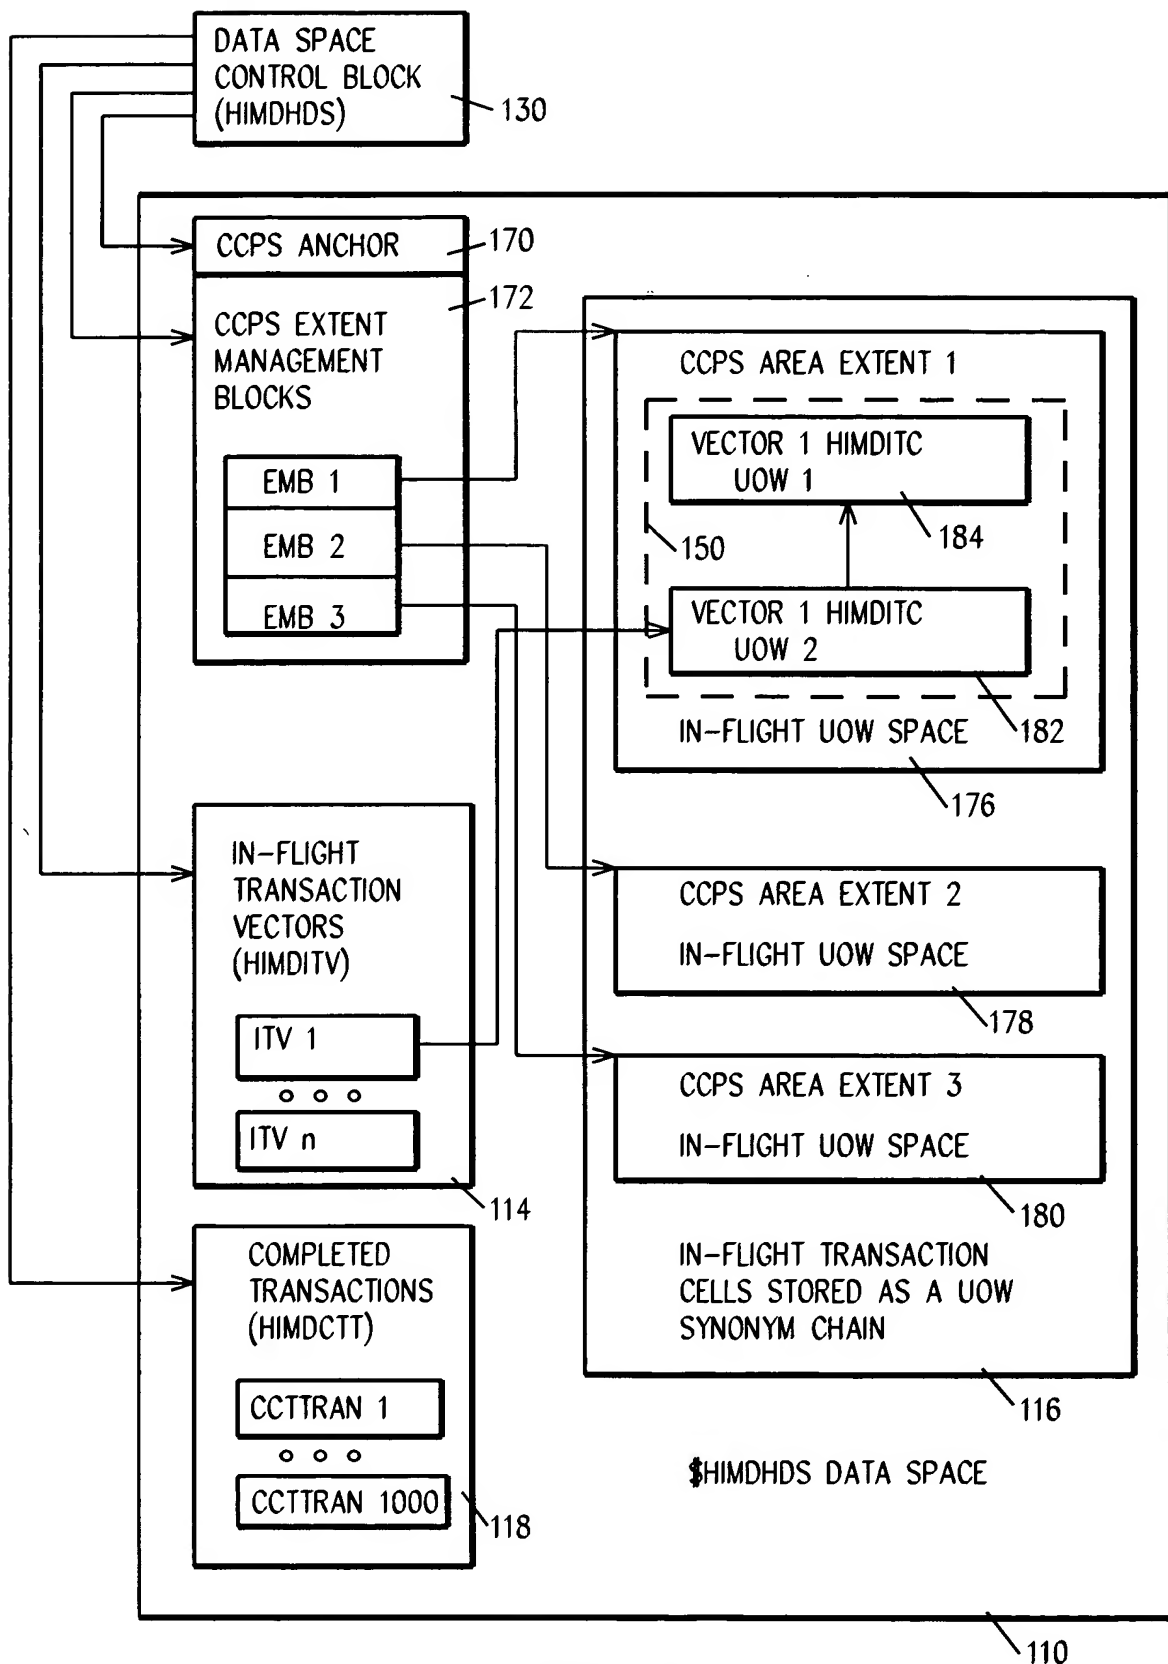 DATA SPACE
CONTROL BLOCK
(HIMDHDS)
130
CCPS ANCHOR
170
172
CCPS EXTENT
MANAGEMENT
BLOCKS
EMB 1
EMB 2
EMB 3
CCPS AREA EXTENT 1
VECTOR 1 HIMDITC
UOW 1
184
150
VECTOR 1 HIMDITC
UOW 2
182
IN-FLIGHT UOW SPACE
176
IN-FLIGHT
TRANSACTION
VECTORS
(HIMDITV)
ITV 1
ITV n
114
CCPS AREA EXTENT 2
IN-FLIGHT UOW SPACE
178
CCPS AREA EXTENT 3
IN-FLIGHT UOW SPACE
180
IN-FLIGHT TRANSACTION
CELLS STORED AS A UOW
SYNONYM CHAIN
116
COMPLETED
TRANSACTIONS
(HIMDCTT)
CCTTRAN 1
CCTTRAN 1000
118
$HIMDHDS DATA SPACE
110